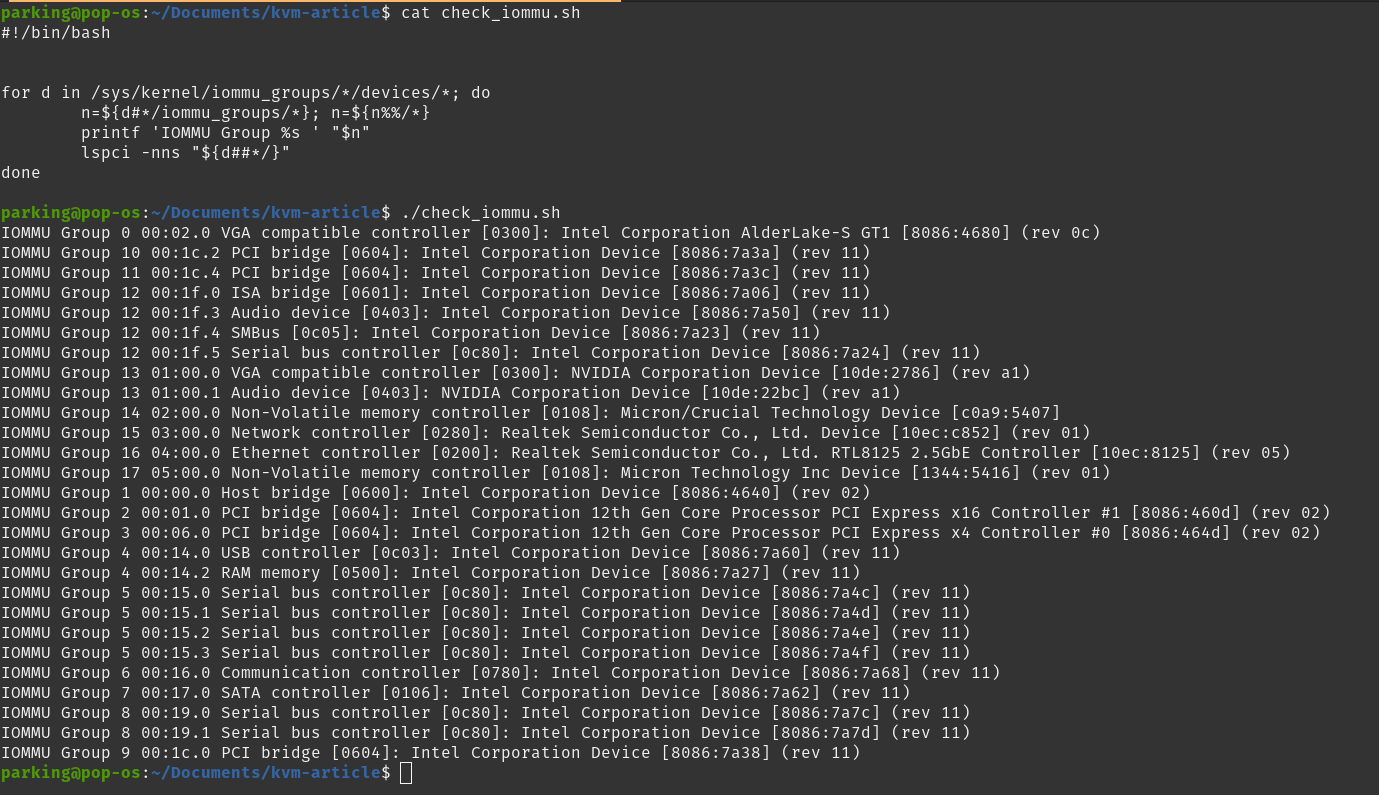 parking@pop-os:~/Documents/kvm-article$ cat check_iommu.sh
#!/bin/bash
for d in /sys/kernel/iommu_groups/*/devices/*; do
n=${d#*/iommu_groups/*}; n=${n%%/*}
printf 'IOMMU Group %s ' "$n"
lspci -nns "${d##*/}"
done
parking@pop-os:~/Documents/kvm-article$ ./check_iommu.sh
IOMMU Group 0 00:02.0 VGA compatible controller [0300]: Intel Corporation AlderLake-S GT1 [8086:4680] (rev 0c)
IOMMU Group 10 00:1c.2 PCI bridge [0604]: Intel Corporation Device [8086:7a3a] (rev 11)
IOMMU Group 11 00:1c.4 PCI bridge [0604]: Intel Corporation Device [8086:7a3c] (rev 11)
IOMMU Group 12 00:1f.0 ISA bridge [0601]: Intel Corporation Device [8086:7a06] (rev 11)
IOMMU Group 12 00:1f.3 Audio device [0403]: Intel Corporation Device [8086:7a50] (rev 11)
IOMMU Group 12 00:1f.4 SMBus [0c05]: Intel Corporation Device [8086:7a23] (rev 11)
IOMMU Group 12 00:1f.5 Serial bus controller [0c80]: Intel Corporation Device [8086:7a24] (rev 11)
IOMMU Group 13 01:00.0 VGA compatible controller [0300]: NVIDIA Corporation Device [10de:2786] (rev a1)
IOMMU Group 13 01:00.1 Audio device [0403]: NVIDIA Corporation Device [10de:22bc] (rev a1)
IOMMU Group 14 02:00.0 Non-Volatile memory controller [0108]: Micron/Crucial Technology Device [c0a9:5407]
IOMMU Group 15 03:00.0 Network controller [0280]: Realtek Semiconductor Co., Ltd. Device [10ec:c852] (rev 01)
IOMMU Group 16 04:00.0 Ethernet controller [0200]: Realtek Semiconductor Co., Ltd. RTL8125 2.5GbE Controller [10ec:8125] (rev 05)
IOMMU Group 17 05:00.0 Non-Volatile memory controller [0108]: Micron Technology Inc Device [1344:5416] (rev 01)
IOMMU Group 1 00:00.0 Host bridge [0600]: Intel Corporation Device [8086:4640] (rev 02)
IOMMU Group 2 00:01.0 PCI bridge [0604]: Intel Corporation 12th Gen Core Processor PCI Express x16 Controller #1 [8086:460d] (rev 02)
IOMMU Group 3 00:06.0 PCI bridge [0604]: Intel Corporation 12th Gen Core Processor PCI Express x4 Controller #0 [8086:464d] (rev 02)
IOMMU Group 4 00:14.0 USB controller [0c03]: Intel Corporation Device [8086:7a60] (rev 11)
IOMMU Group 4 00:14.2 RAM memory [0500]: Intel Corporation Device [8086:7a27] (rev 11)
IOMMU Group 5 00:15.0 Serial bus controller [0c80]: Intel Corporation Device [8086:7a4c] (rev 11)
IOMMU Group 5 00:15.1 Serial bus controller [0c80]: Intel Corporation Device [8086:7a4d] (rev 11)
IOMMU Group 5 00:15.2 Serial bus controller [0c80]: Intel Corporation Device [8086:7a4e] (rev 11)
IOMMU Group 5 00:15.3 Serial bus controller [0c80]: Intel Corporation Device [8086:7a4f] (rev 11)
IOMMU Group 6 00:16.0 Communication controller [0780]: Intel Corporation Device [8086:7a68] (rev 11)
IOMMU Group 7 00:17.0 SATA controller [0106]: Intel Corporation Device [8086:7a62] (rev 11)
IOMMU Group 8 00:19.0 Serial bus controller [0c80]: Intel Corporation Device [8086:7a7c] (rev 11)
IOMMU Group 8 00:19.1 Serial bus controller [0c80]: Intel Corporation Device [8086:7a7d] (rev 11)
IOMMU Group 9 00:1c.0 PCI bridge [0604]: Intel Corporation Device [8086:7a38] (rev 11)
parking@pop-os:~/Documents/kvm-article$